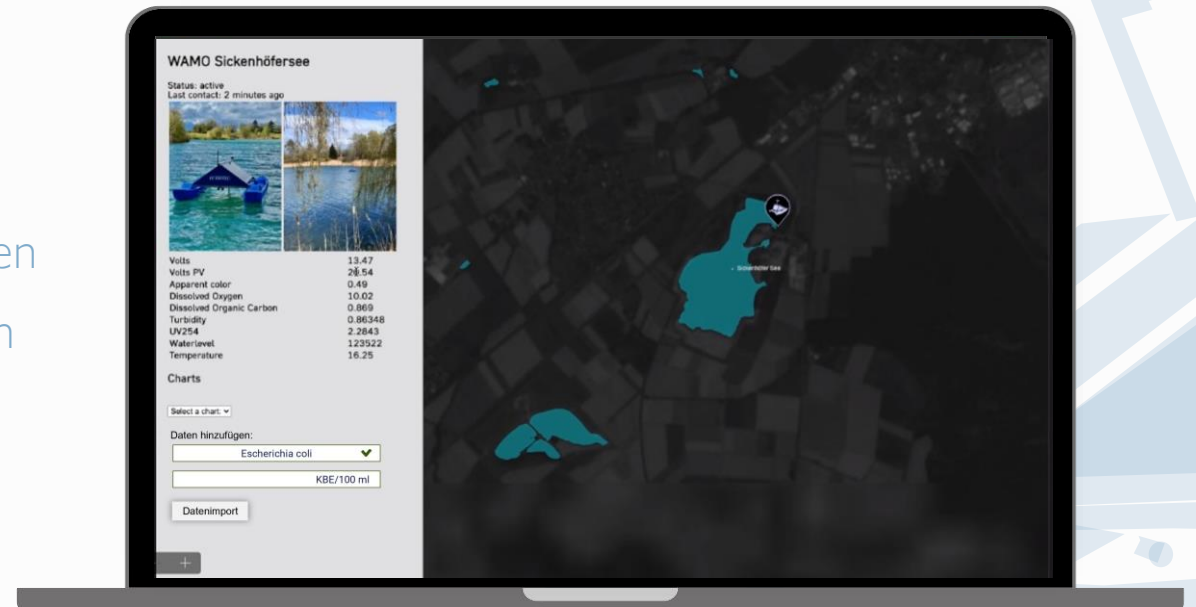 WAMO Sickenhöfersee
Status: active
Last contact: 2 minutes ago
Volts 13.47
Volts PV
Apparent color 0.49
Dissolved Oxygen 10.02
Dissolved Organic Carbon 0.869
Turbidity 0.86348
UV254 2.2843
Waterlevel 123522
Temperature 16.25
Charts
Select a chart
Daten hinzufügen:
Escherichia coli
KBE/100 ml
Datenimport
Sickenhöfer See
en
n